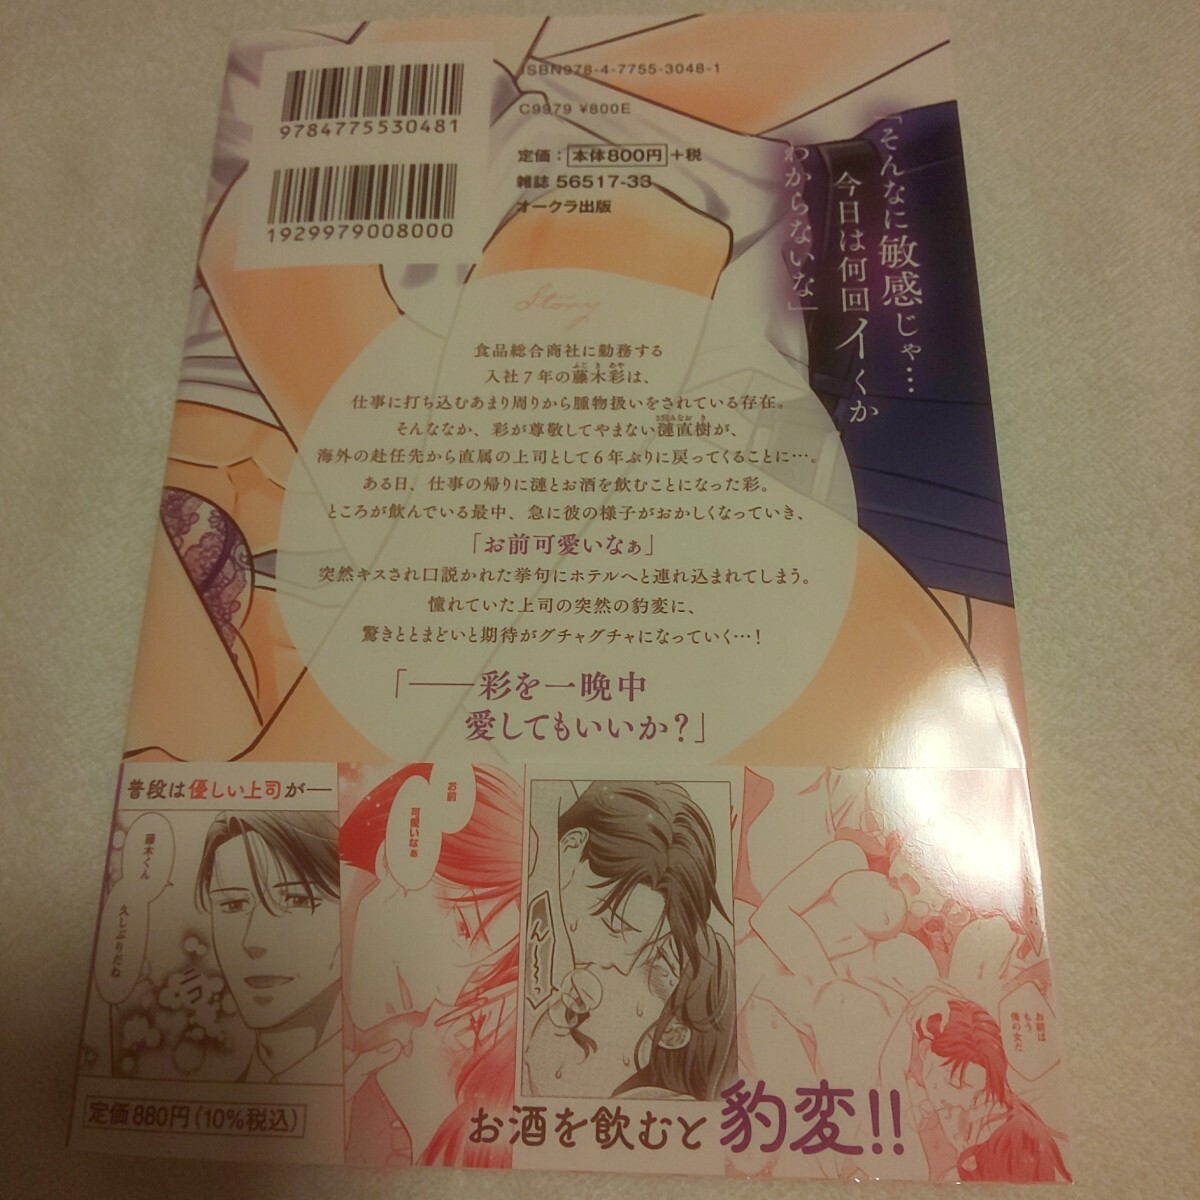 9784775530481
1929979008000
ISBN978-4-7755-3048-1
C9979 ¥800E
定価：本体800円+税
雑誌 56517-33
オークラ出版
「そんなに敏感じゃ…
今日は何回イくか
わからないな」
Story
食品総合商社に勤務する
入社7年の藤木彩は、
仕事に打ち込むあまり周りから腫物扱いをされている存在。
そんななか、彩が尊敬してやまない漣直樹が、
海外の赴任先から直属の上司として6年ぶりに戻ってくることに…。
ある日、仕事の帰りに漣とお酒を飲むことになった彩。
ところが飲んでいる最中、急に彼の様子がおかしくなっていき、
「お前可愛いなぁ」
突然キスされ口説かれた挙句にホテルへと連れ込まれてしまう。
憧れていた上司の突然の豹変に、
驚きととまどいと期待がグチャグチャになっていく…！
「――彩を一晩中
愛してもいいか？」
普段は優しい上司が―
藤木くん
久しぶりだね
お前
可愛いなぁ
ん〜〜っ
お前は
もう
俺の女だ
定価880円(10%税込)
お酒を飲むと豹変!!